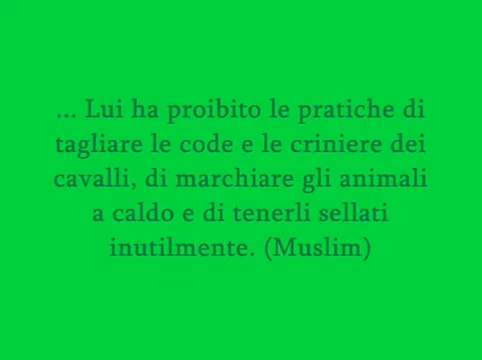 ... Lui ha proibito le pratiche di
tagliare le code e le criniere dei
cavalli, di marchiare gli animali
a caldo e di tenerli sellati
inutilmente. (Muslim)